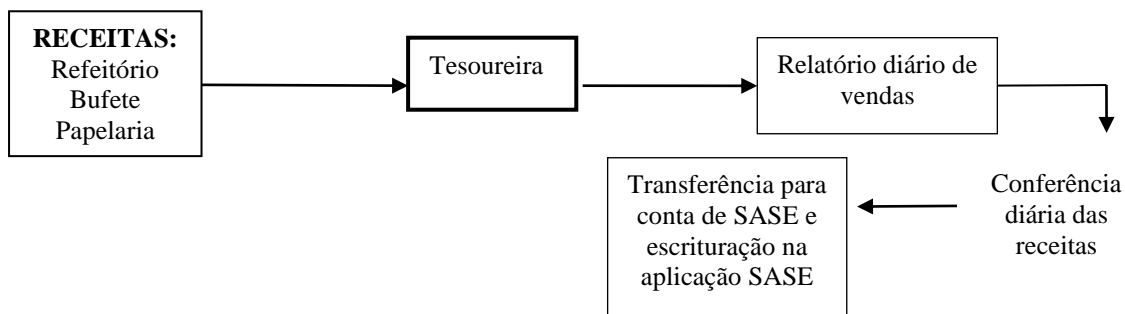 RECEITAS:
Refeitório
Bufete
Papelaria
Tesoureira
Relatório diário de
vendas
Conferência
diária das
receitas
Transferência para
conta de SASE e
escrituração na
aplicação SASE